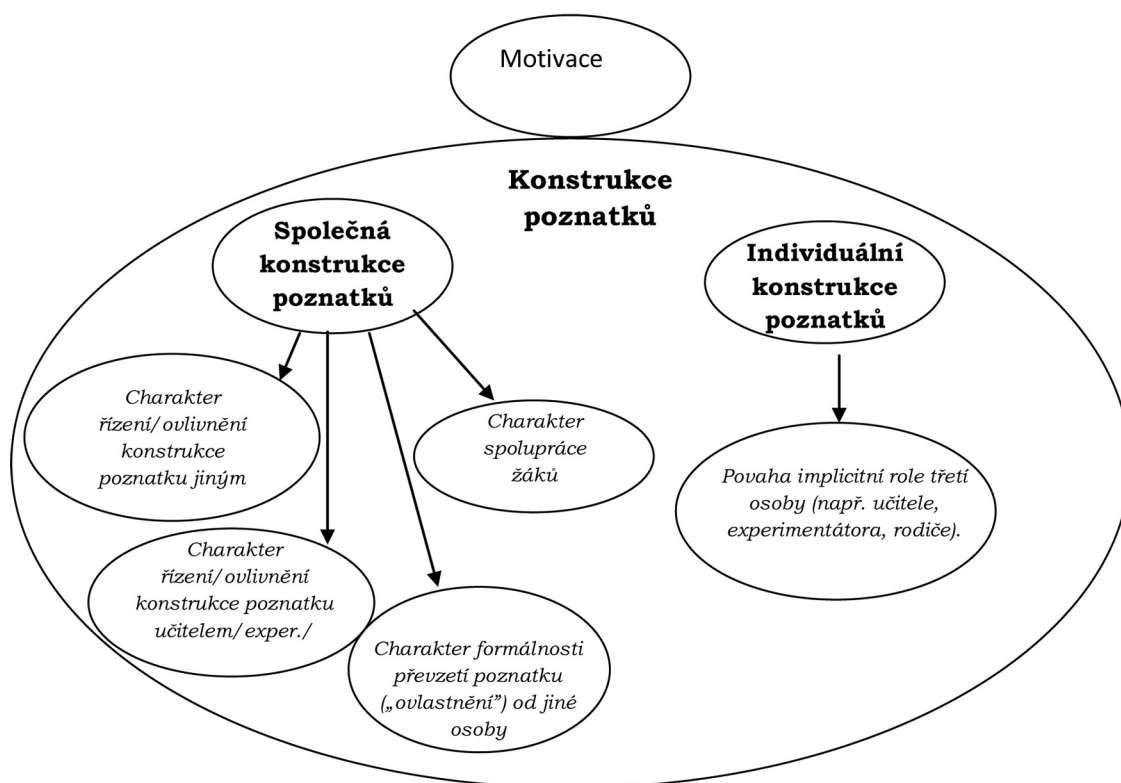 Motivace
Konstrukce
poznatků
Společná
konstrukce
poznatků
Individuální
konstrukce
poznatků
Charakter
řízení/ovlivnění
konstrukce
poznatku jiným
Charakter
spolupráce
žáků
Povaha implicitní role třetí
osoby (např. učitele,
experimentátora, rodiče).
Charakter
řízení/ovlivnění
konstrukce poznatku
učitelem/exper./
Charakter formálnosti
převzetí poznatku
(„ovlastnění”) od jiné
osoby